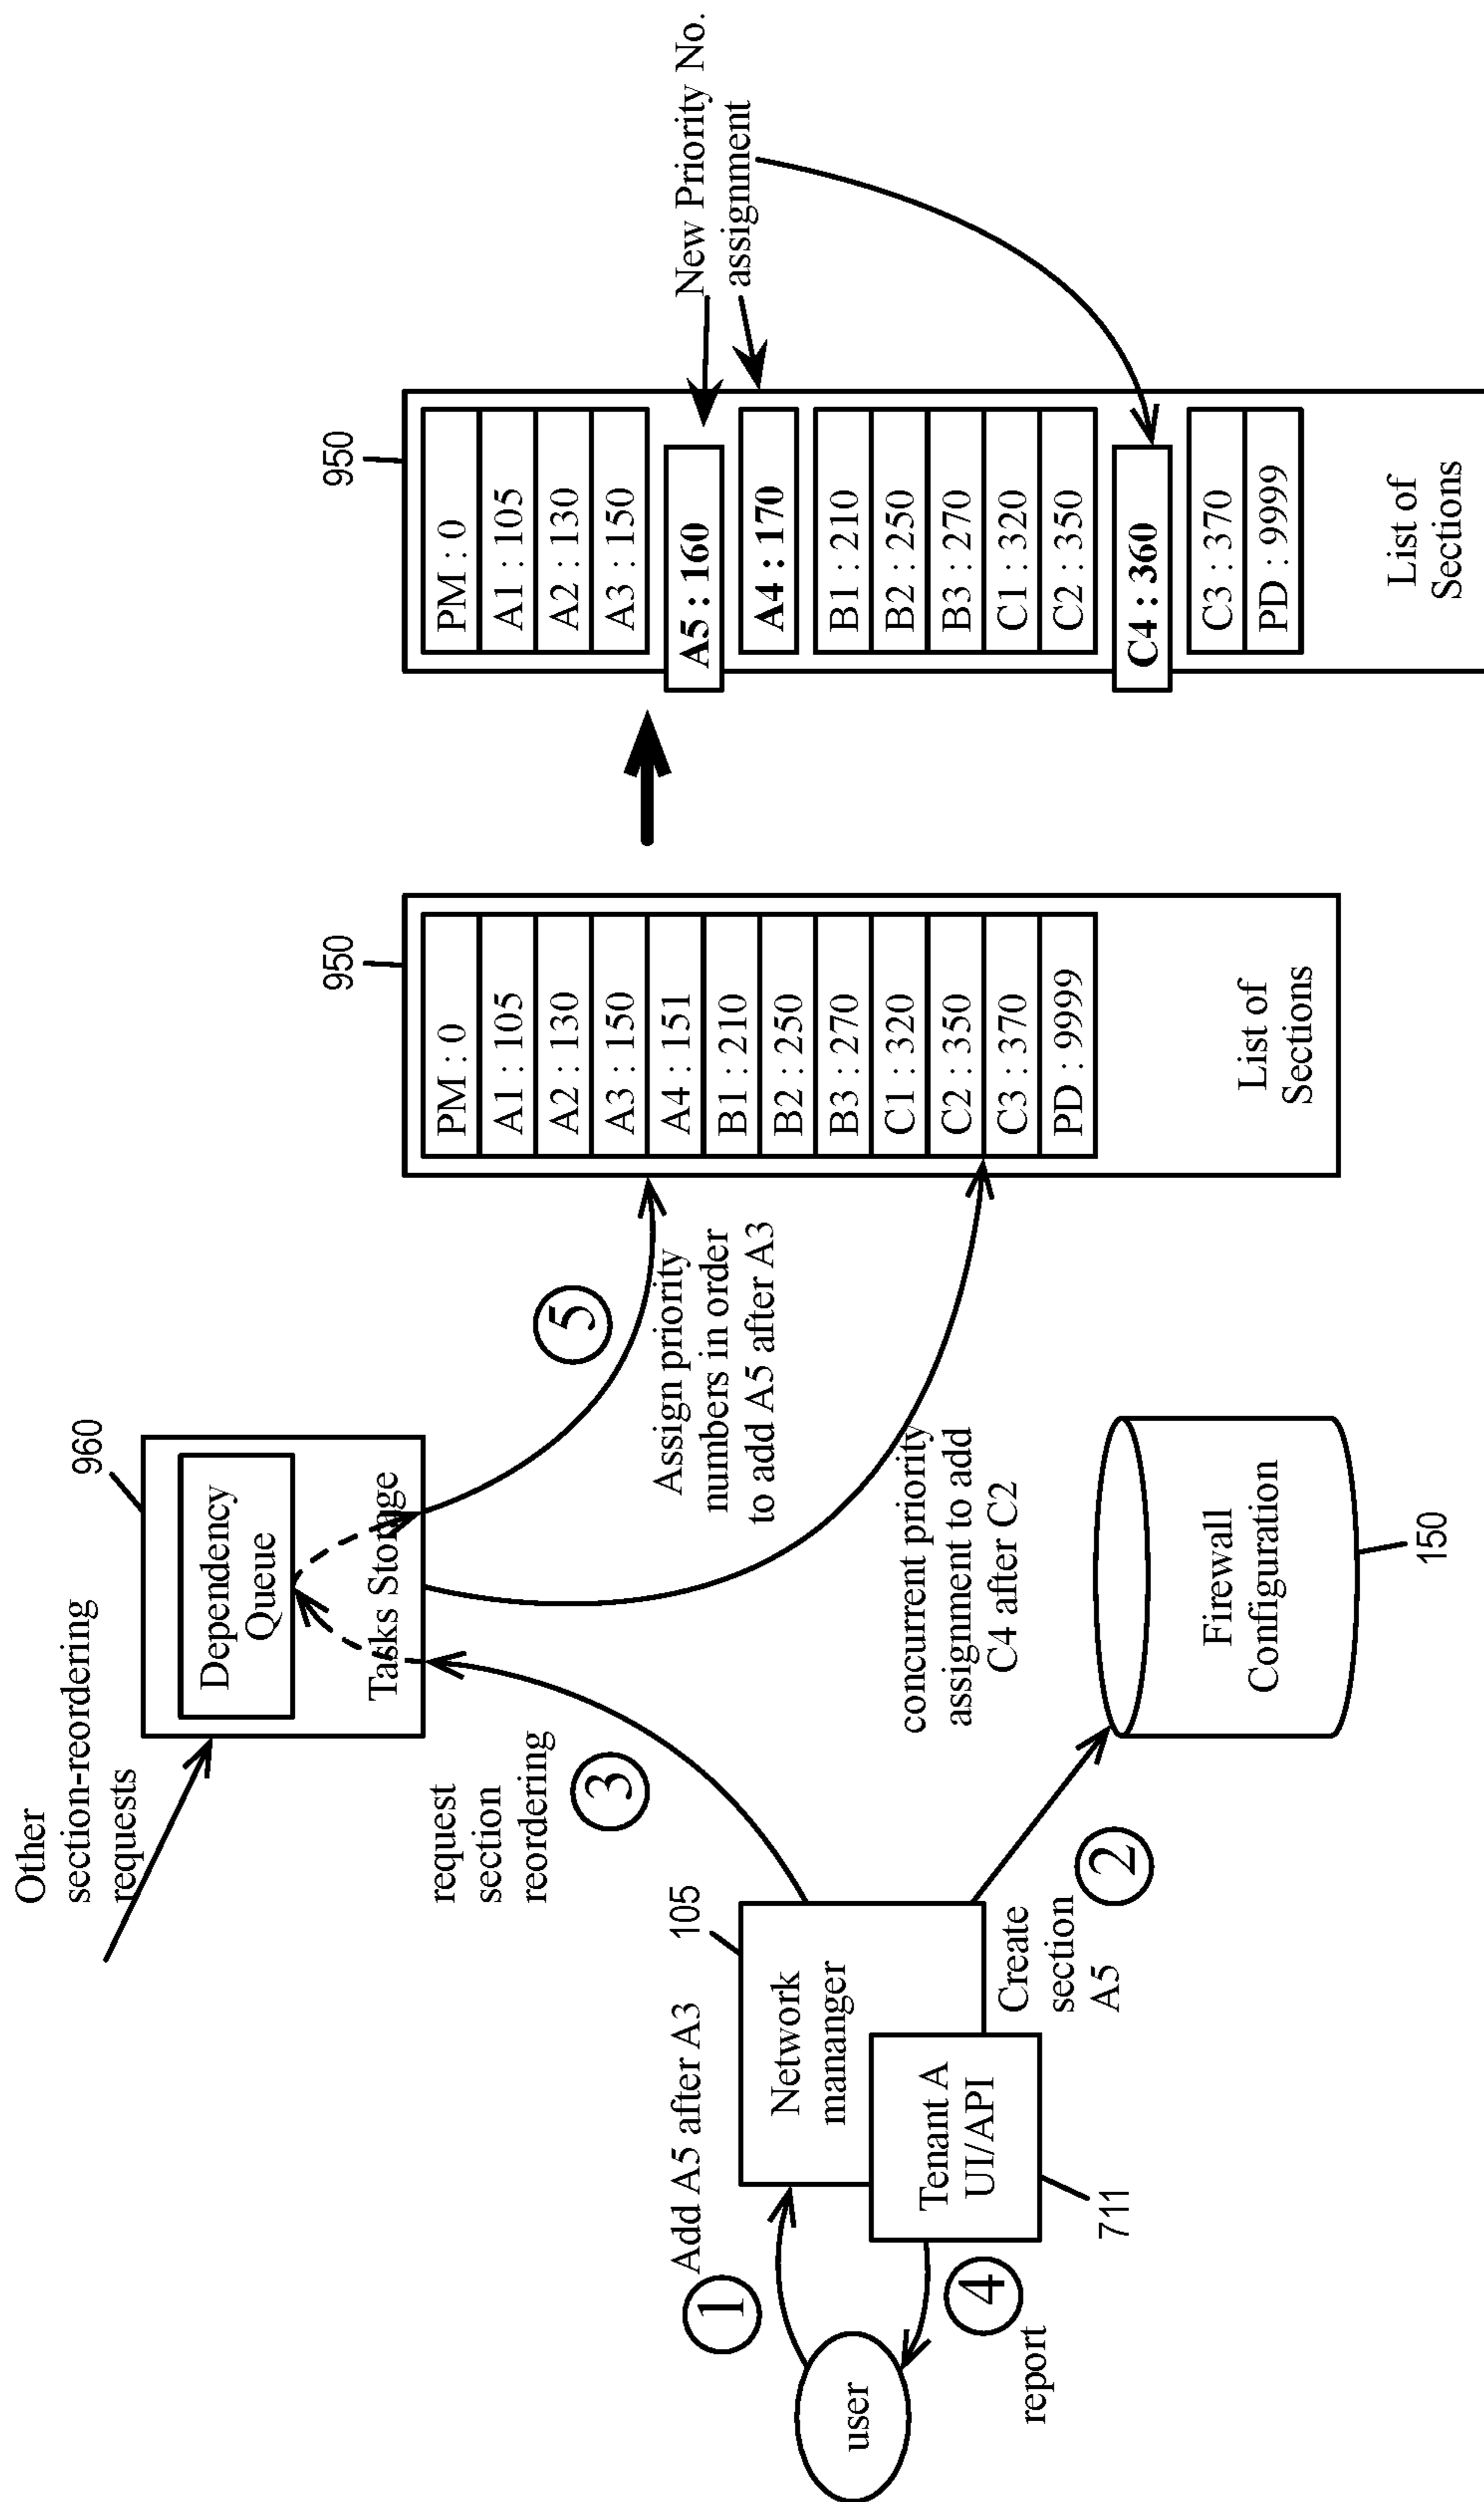 Other
section-reordering
requests
960
Dependency
Queue
Tasks Storage
request
section
reordering
3
5
Assign priority
numbers in order
to add A5 after A3
concurrent priority
assignment to add
C4 after C2
1
Add A5 after A3
105
Network
mananger
Tenant A
UI/API
711
user
4
report
Create
section
A5
2
Firewall
Configuration
150
950
PM : 0
A1 : 105
A2 : 130
A3 : 150
A4 : 151
B1 : 210
B2 : 250
B3 : 270
C1 : 320
C2 : 350
C3 : 370
PD : 9999
List of
Sections
950
PM : 0
A1 : 105
A2 : 130
A3 : 150
A5 : 160
A4 : 170
B1 : 210
B2 : 250
B3 : 270
C1 : 320
C2 : 350
C4 : 360
C3 : 370
PD : 9999
List of
Sections
New Priority No.
assignment